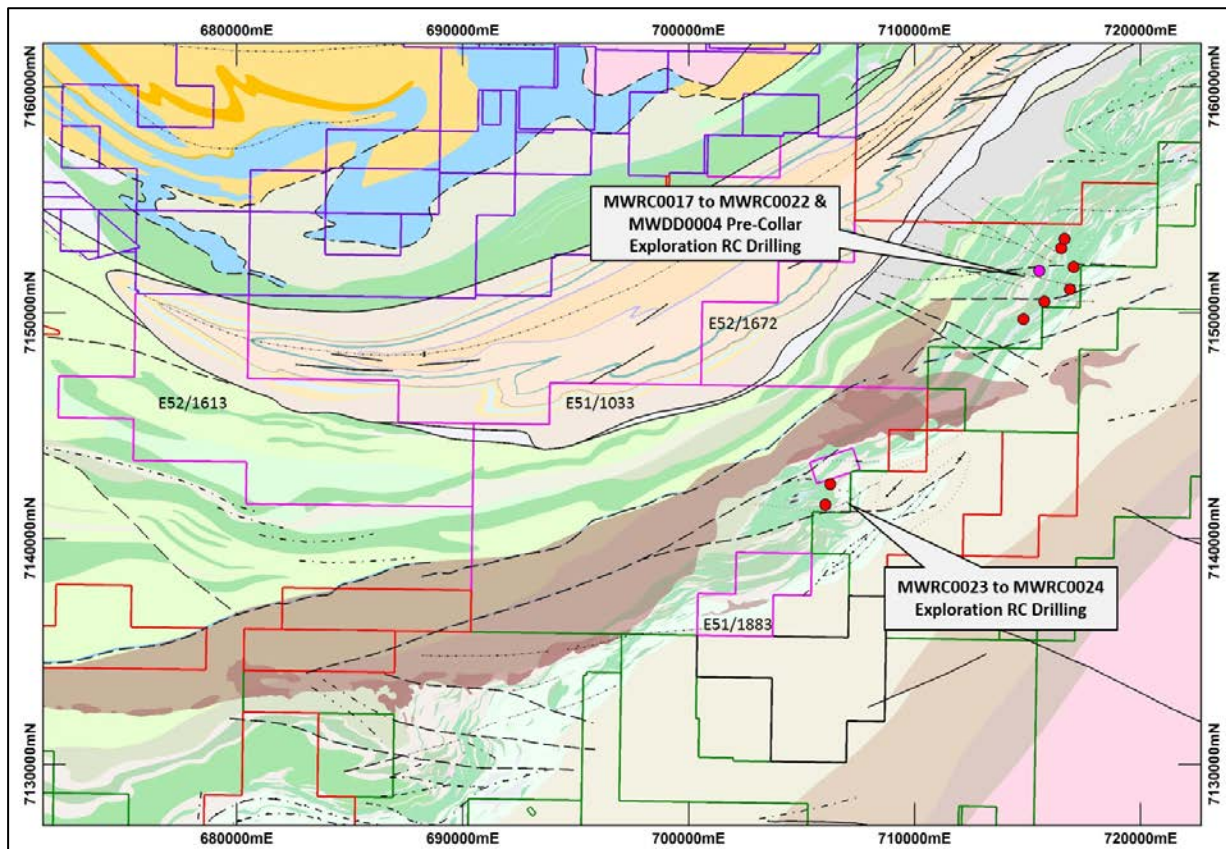 680000mE
690000mE
700000mE
710000mE
720000mE
7160000mN
7160000mN
MWRC0017 to MWRC0022 &
MWDD0004 Pre-Collar
Exploration RC Drilling
7150000mN
7150000mN
E52/1672
E52/1613
E51/1033
7140000mN
7140000mN
MWRC0023 to MWRC0024
Exploration RC Drilling
E51/1883
7130000mN
7130000mN
680000mE
690000mE
700000mE
710000mE
720000mE